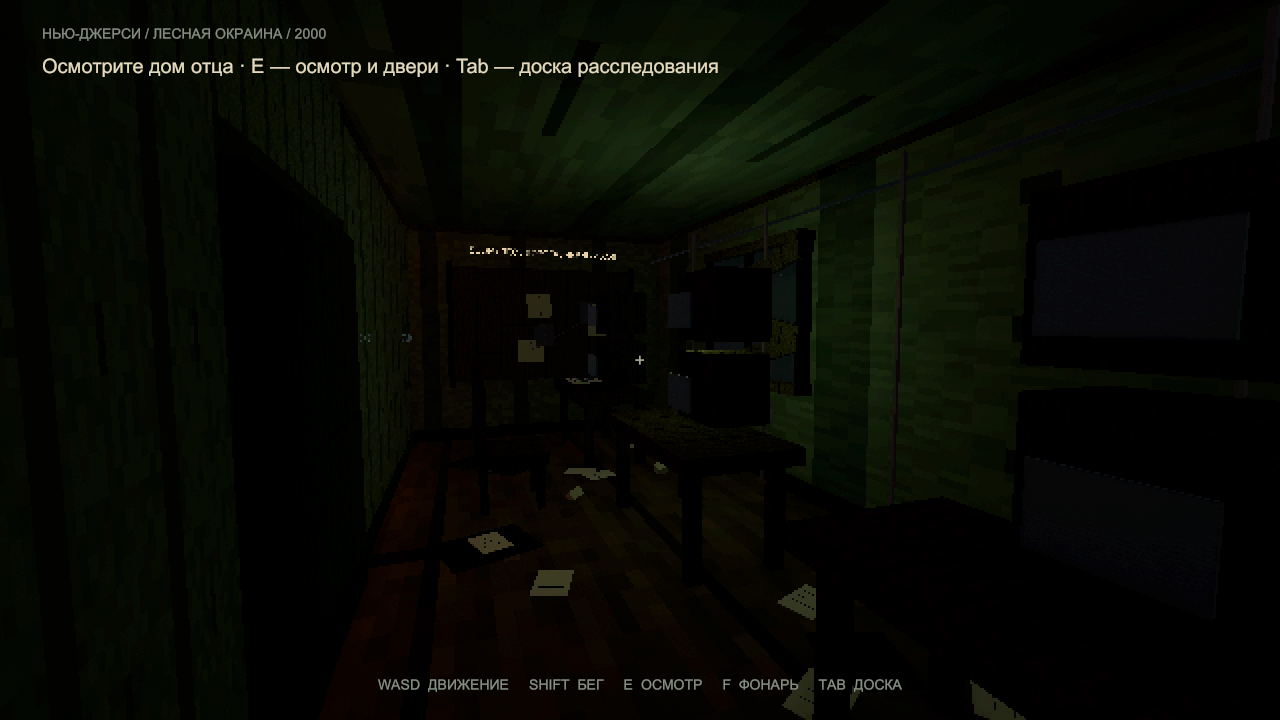 НЬЮ-ДЖЕРСИ / ЛЕСНАЯ ОКРАИНА / 2000
Осмотрите дом отца · E — осмотр и двери · Tab — доска расследования
WASD ДВИЖЕНИЕ SHIFT БЕГ E ОСМОТР F ФОНАРЬ TAB ДОСКА